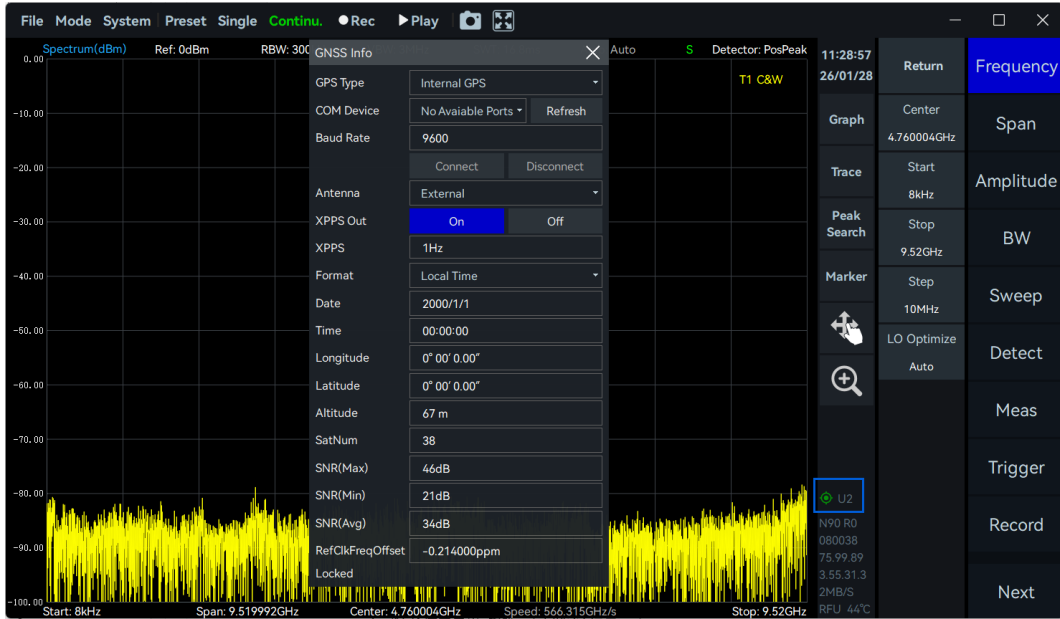 File Mode System Preset Single Continu. Rec Play
Spectrum(dBm) Ref: 0dBm RBW: 300 Auto S Detector: PosPeak
T1 C&W
0.00
-10.00
-20.00
-30.00
-40.00
-50.00
-60.00
-70.00
-80.00
-90.00
-100.00
GNSS Info
GPS Type Internal GPS
COM Device No Avaiable Ports Refresh
Baud Rate 9600
Connect Disconnect
Antenna External
XPPS Out On Off
XPPS 1Hz
Format Local Time
Date 2000/1/1
Time 00:00:00
Longitude 0° 00′ 0.00″
Latitude 0° 00′ 0.00″
Altitude 67 m
SatNum 38
SNR(Max) 46dB
SNR(Min) 21dB
SNR(Avg) 34dB
RefClkFreqOffset -0.214000ppm
Locked
Start: 8kHz Span: 9.519992GHz Center: 4.760004GHz Speed: 566.315GHz/s Stop: 9.52GHz
11:28:57
26/01/28
Graph
Trace
Peak
Search
Marker
U2
N90 R0
080038
75.99.89
3.55.31.3
2MB/S
RFU 44℃
Return
Center
4.760004GHz
Start
8kHz
Stop
9.52GHz
Step
10MHz
LO Optimize
Auto
Frequency
Span
Amplitude
BW
Sweep
Detect
Meas
Trigger
Record
Next